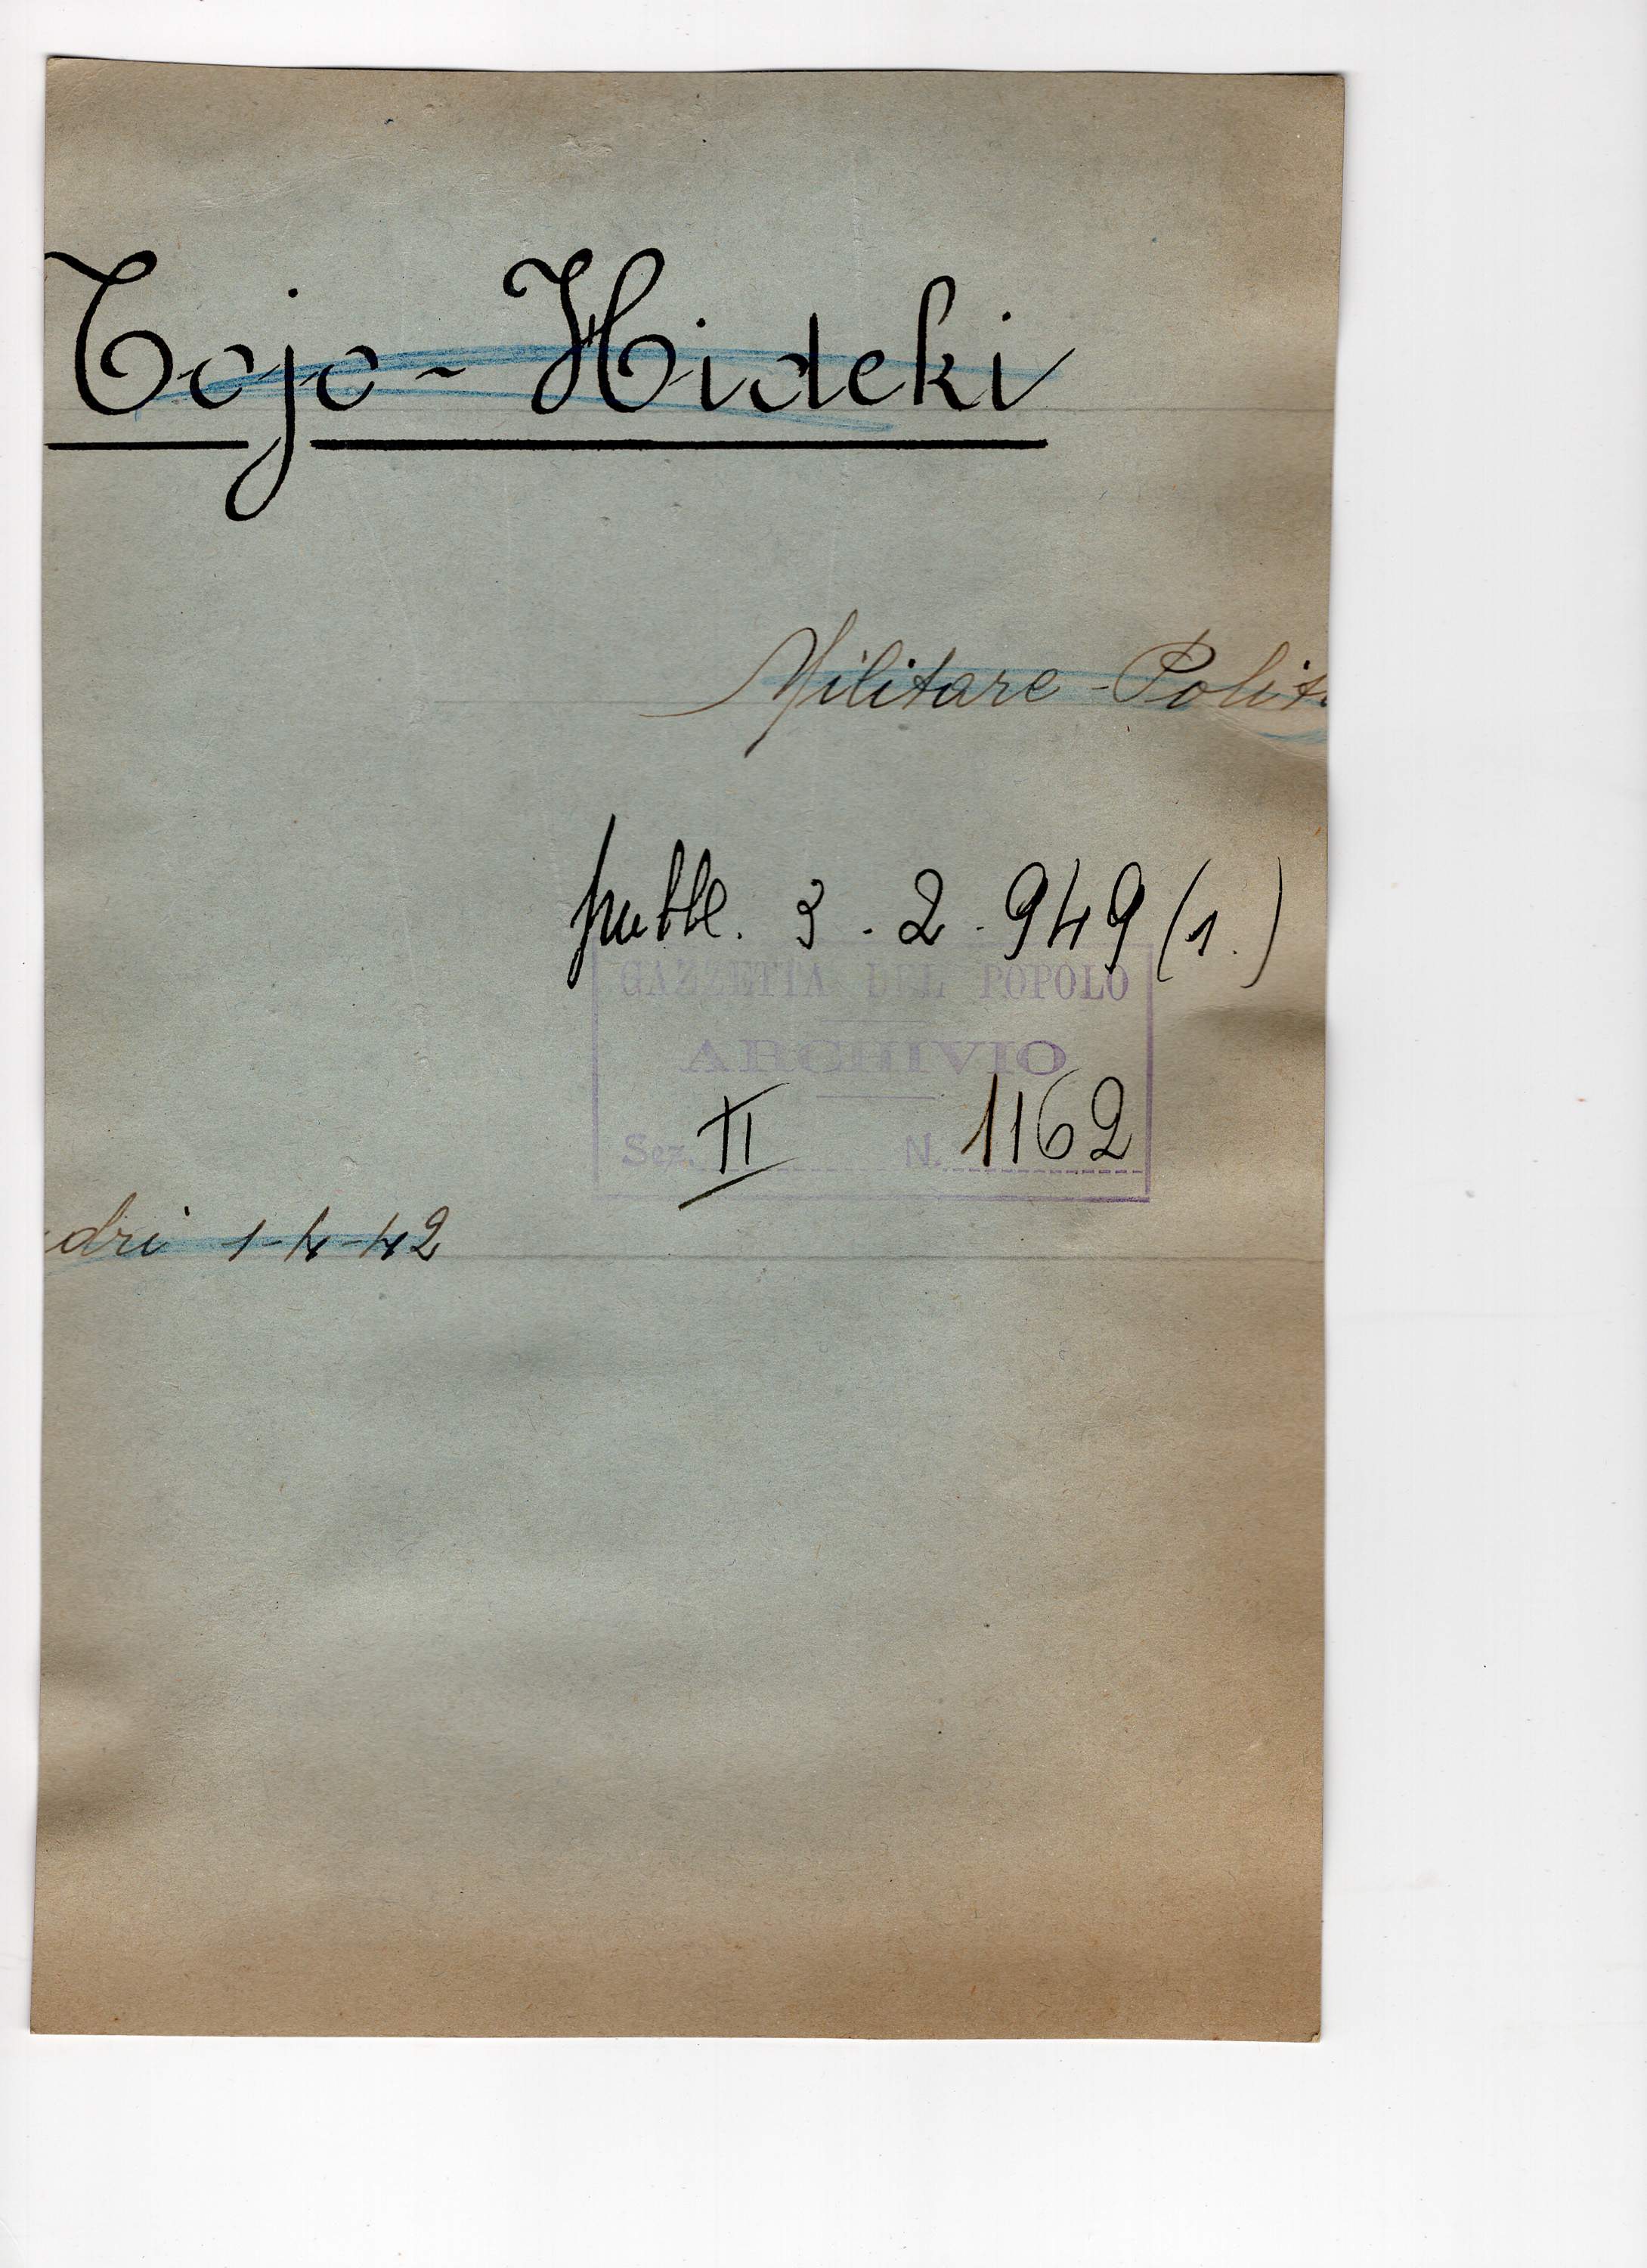 Tojo - Hideki
Militare - Polit
pubbl. 3. 2. 949 (1.)
GAZZETTA DEL POPOLO
ARCHIVIO
Sez. II N. 1162
dri 1-4-42